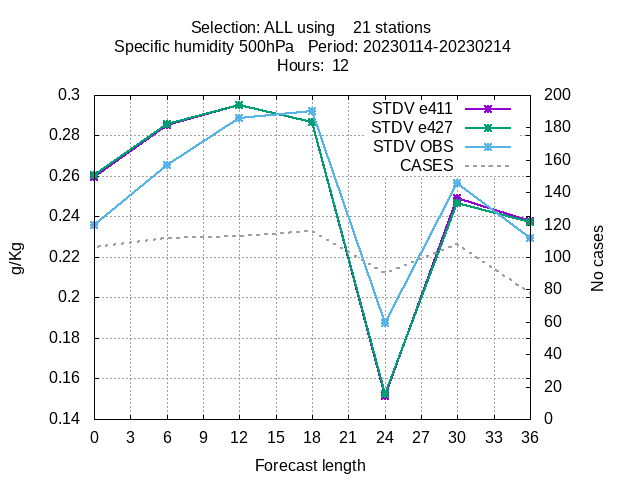 Selection: ALL using    21 stations
Specific humidity 500hPa   Period: 20230114-20230214
Hours:  12
STDV e411
STDV e427
STDV OBS
CASES
g/Kg
No cases
0.3
0.28
0.26
0.24
0.22
0.2
0.18
0.16
0.14
200
180
160
140
120
100
80
60
40
20
0
0 3 6 9 12 15 18 21 24 27 30 33 36
Forecast length